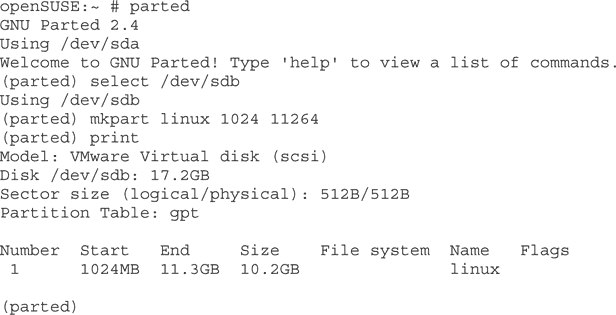 openSUSE:~ # parted
GNU Parted 2.4
Using /dev/sda
Welcome to GNU Parted! Type 'help' to view a list of commands.
(parted) select /dev/sdb
Using /dev/sdb
(parted) mkpart linux 1024 11264
(parted) print
Model: VMware Virtual disk (scsi)
Disk /dev/sdb: 17.2GB
Sector size (logical/physical): 512B/512B
Partition Table: gpt

Number  Start   End     Size    File system  Name   Flags
 1      1024MB  11.3GB  10.2GB               linux

(parted)